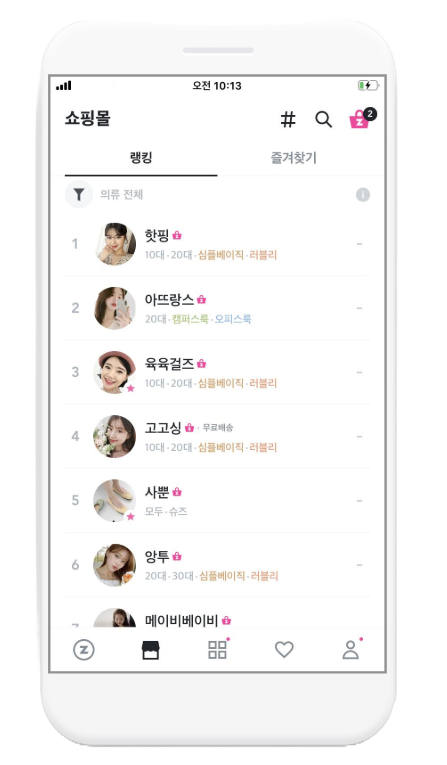 오전 10:13
쇼핑몰
2
랭킹 즐겨찾기
의류 전체
1 핫핑
10대·20대·심플베이직·러블리
2 아뜨랑스
20대·캠퍼스룩·오피스룩
3 육육걸즈
10대·20대·심플베이직·러블리
4 고고싱 · 무료배송
10대·20대·심플베이직·러블리
5 사뿐
모두·슈즈
6 앙투
20대·30대·심플베이직·러블리
메이비베이비